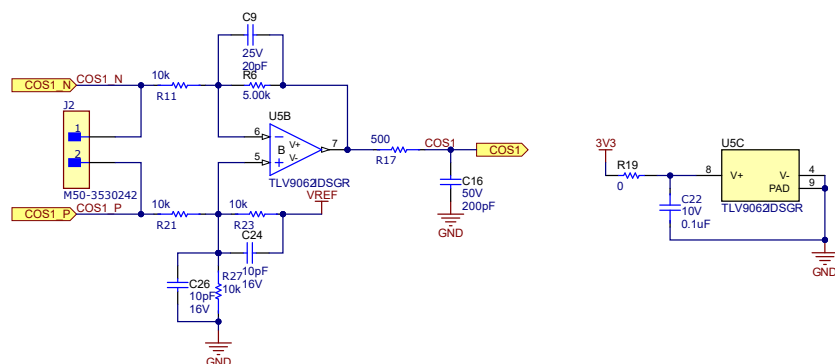 C9
25V
20pF
COS1_N
COS1_N
10k
R11
R6
5.00k
J2
1
2
M50-3530242
U5B
6
5
B
V+
V-
7
TLV9062IDSGR
500
R17
COS1
COS1
C16
50V
200pF
GND
COS1_P
COS1_P
10k
R21
10k
R23
VREF
C24
10pF
16V
C26
10pF
16V
R27
10k
GND
3V3
R19
0
U5C
8
V+
V-
4
PAD
9
TLV9062IDSGR
C22
10V
0.1uF
GND